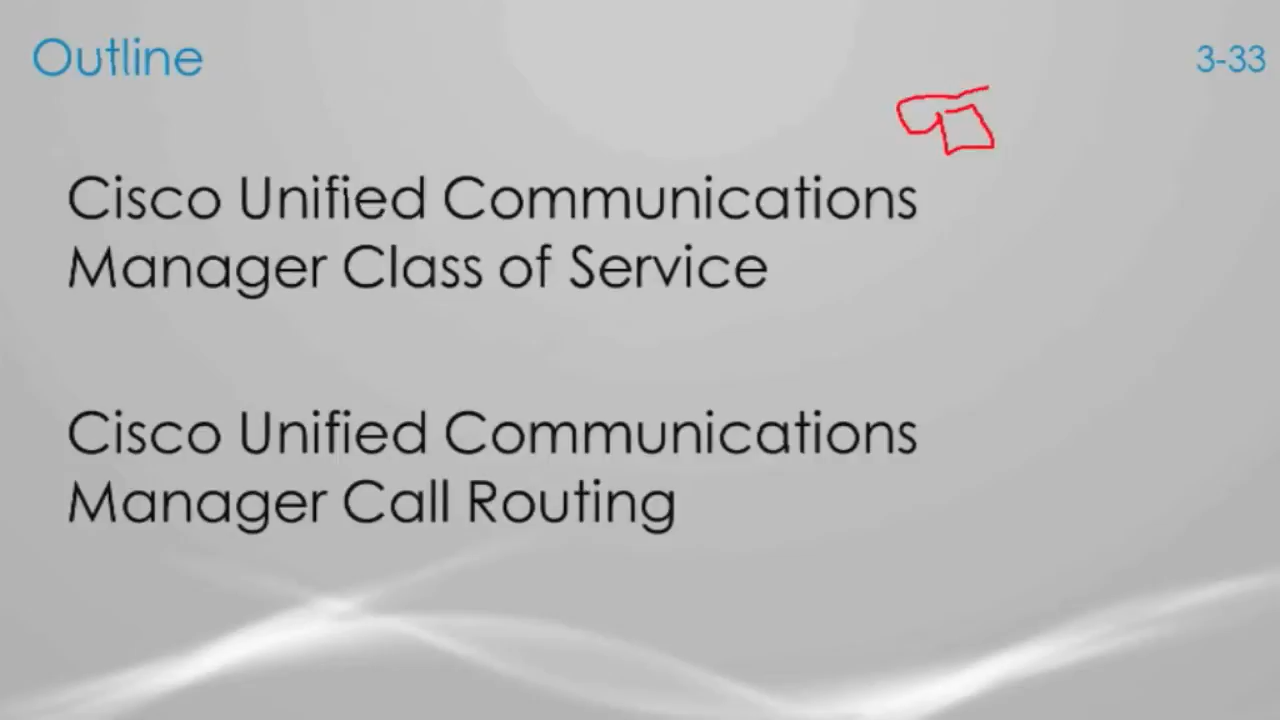 Outline
3-33
Cisco Unified Communications
Manager Class of Service
Cisco Unified Communications
Manager Call Routing